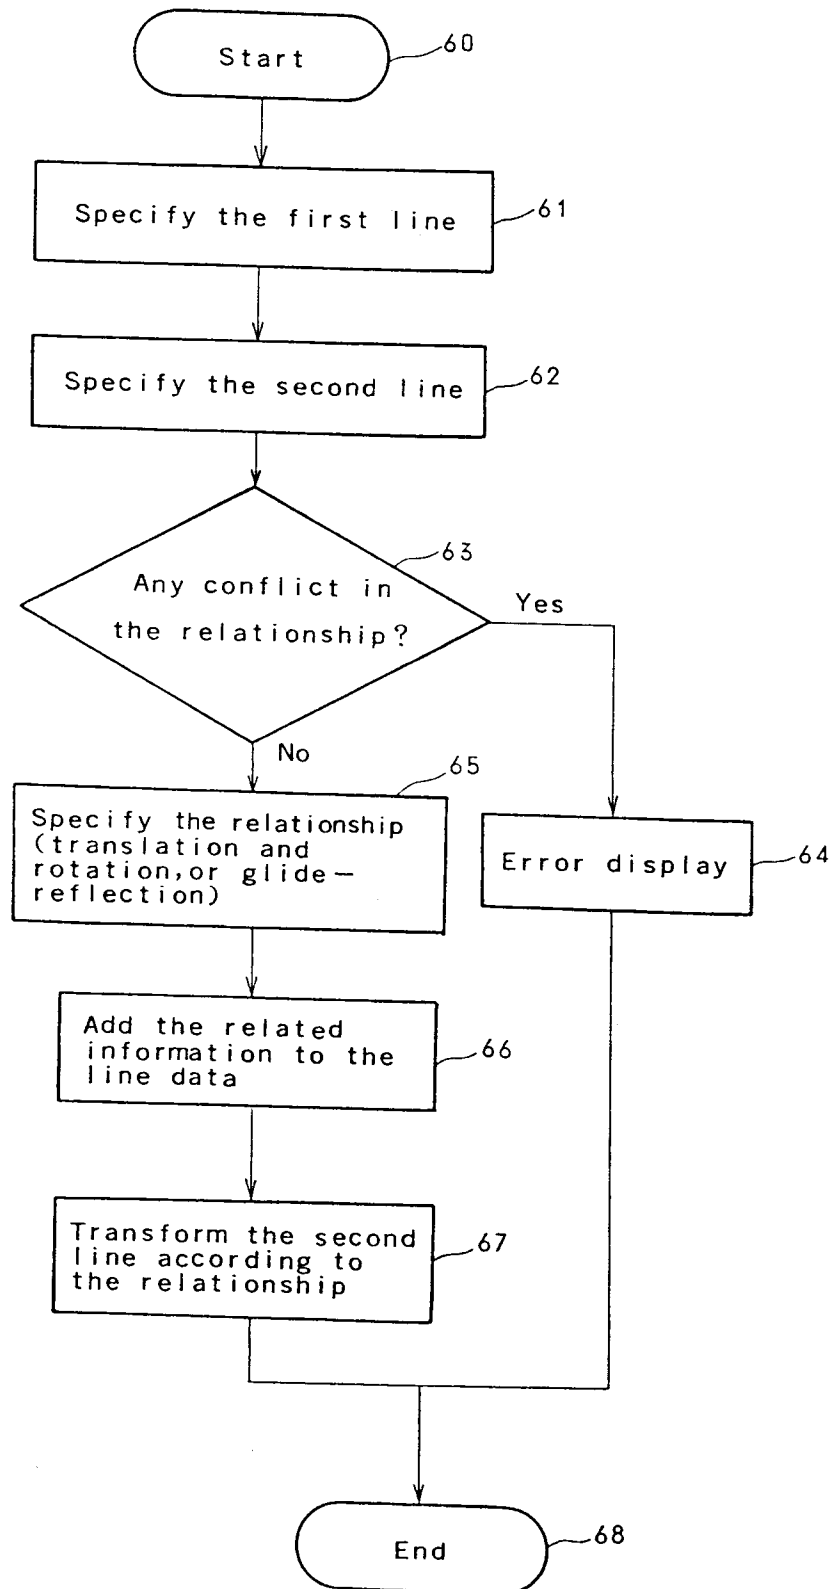 Start
60
Specify the first line
61
Specify the second line
62
63
Any conflict in
the relationship?
Yes
No
65
Specify the relationship
(translation and
rotation,or glide-
reflection)
Error display
64
Add the related
information to the
line data
66
Transform the second
line according to
the relationship
67
End
68